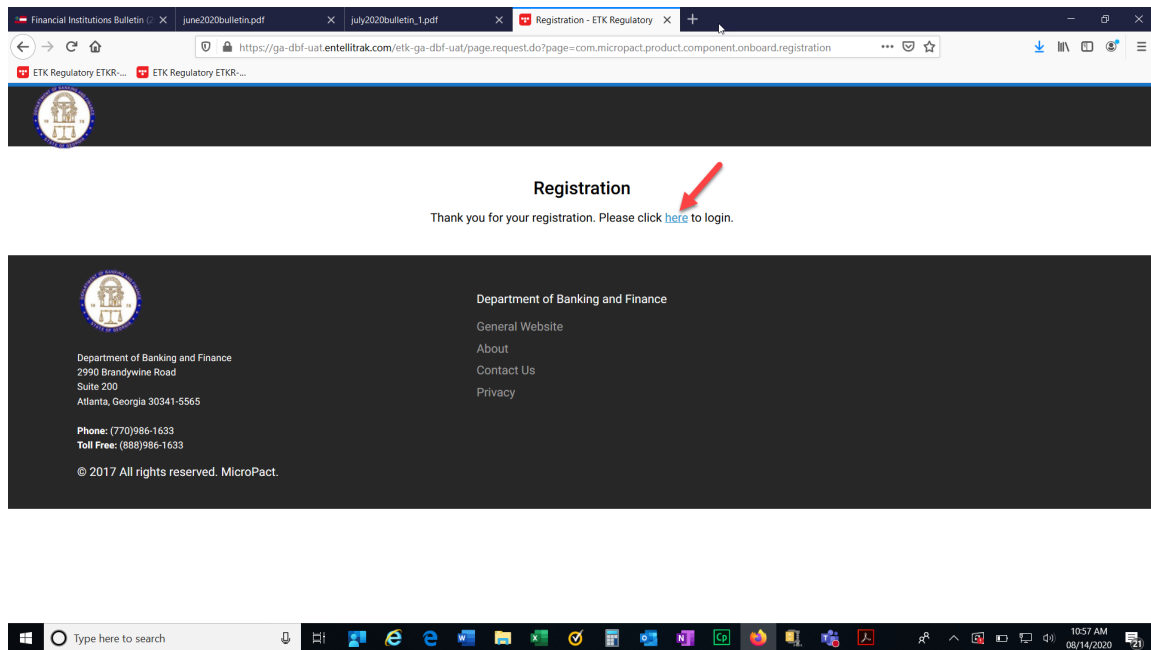 Financial Institutions Bulletin (2
june2020bulletin.pdf
july2020bulletin_1.pdf
Registration - ETK Regulatory
https://ga-dbf-uat.entellitrak.com/etk-ga-dbf-uat/page.request.do?page=com.micropact.product.component.onboard.registration
ETK Regulatory ETKR-...
ETK Regulatory ETKR-...
Registration
Thank you for your registration. Please click here to login.
Department of Banking and Finance
2990 Brandywine Road
Suite 200
Atlanta, Georgia 30341-5565
Phone: (770)986-1633
Toll Free: (888)986-1633
© 2017 All rights reserved. MicroPact.
Department of Banking and Finance
General Website
About
Contact Us
Privacy
Type here to search
10:57 AM
08/14/2020
21